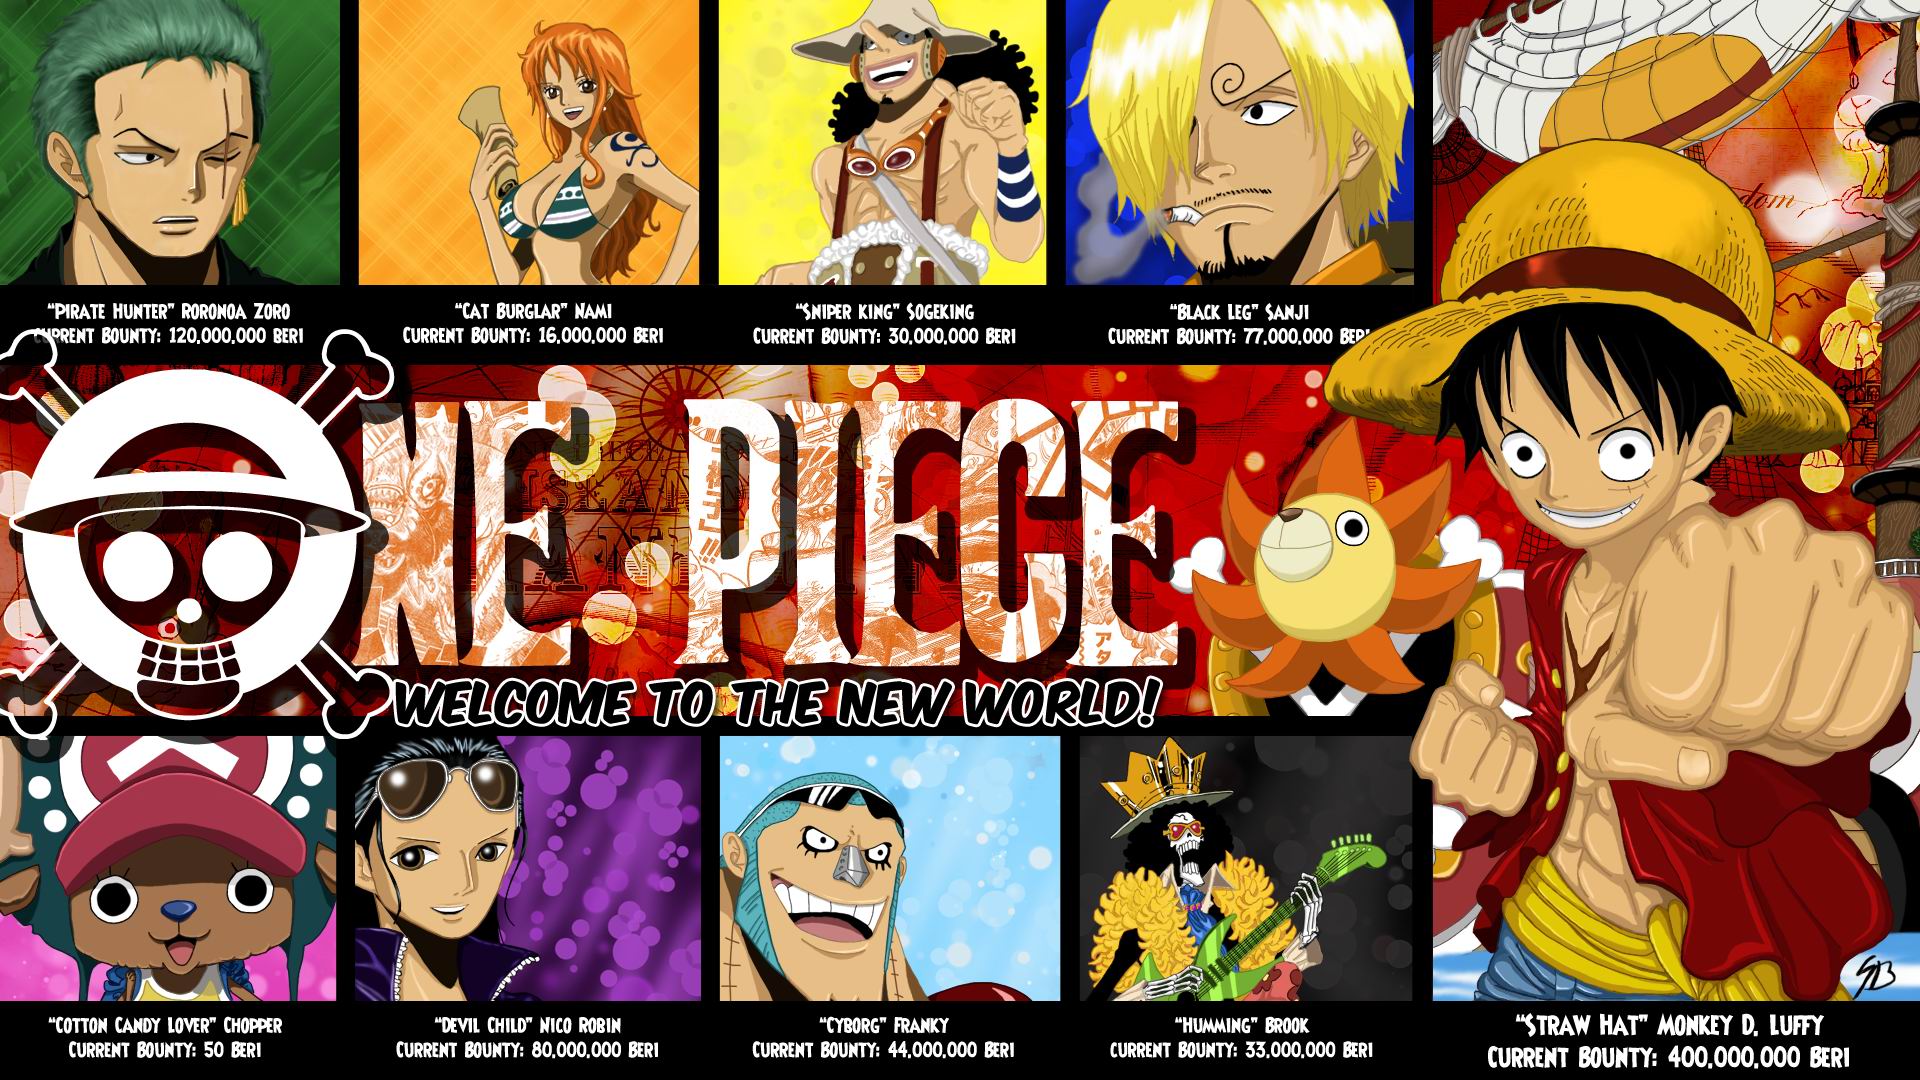 "Pirate Hunter" Roronoa Zoro
Current Bounty: 120,000,000 Beri
"Cat Burglar" Nami
Current Bounty: 16,000,000 Beri
"Sniper King" Sogeking
Current Bounty: 30,000,000 Beri
"Black Leg" Sanji
Current Bounty: 77,000,000 Beri
dom
ONE PIECE
WELCOME TO THE NEW WORLD!
"Cotton Candy Lover" Chopper
Current Bounty: 50 Beri
"Devil Child" Nico Robin
Current Bounty: 80,000,000 Beri
"Cyborg" Franky
Current Bounty: 44,000,000 Beri
"Humming" Brook
Current Bounty: 33,000,000 Beri
SB
"Straw Hat" Monkey D. Luffy
Current Bounty: 400,000,000 Beri